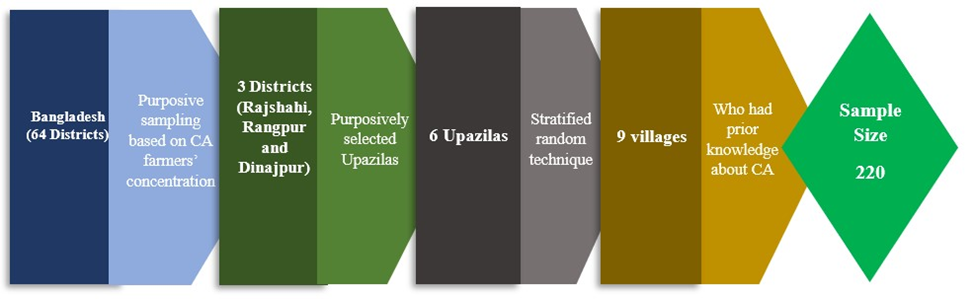 Bangladesh
(64 Districts)
Purposive
sampling
based on CA
farmers'
concentration
3 Districts
(Rajshahi,
Rangpur
and
Dinajpur)
Purposively
selected
Upazilas
6 Upazilas
Stratified
random
technique
9 villages
Who had
prior
knowledge
about CA
Sample
Size
220